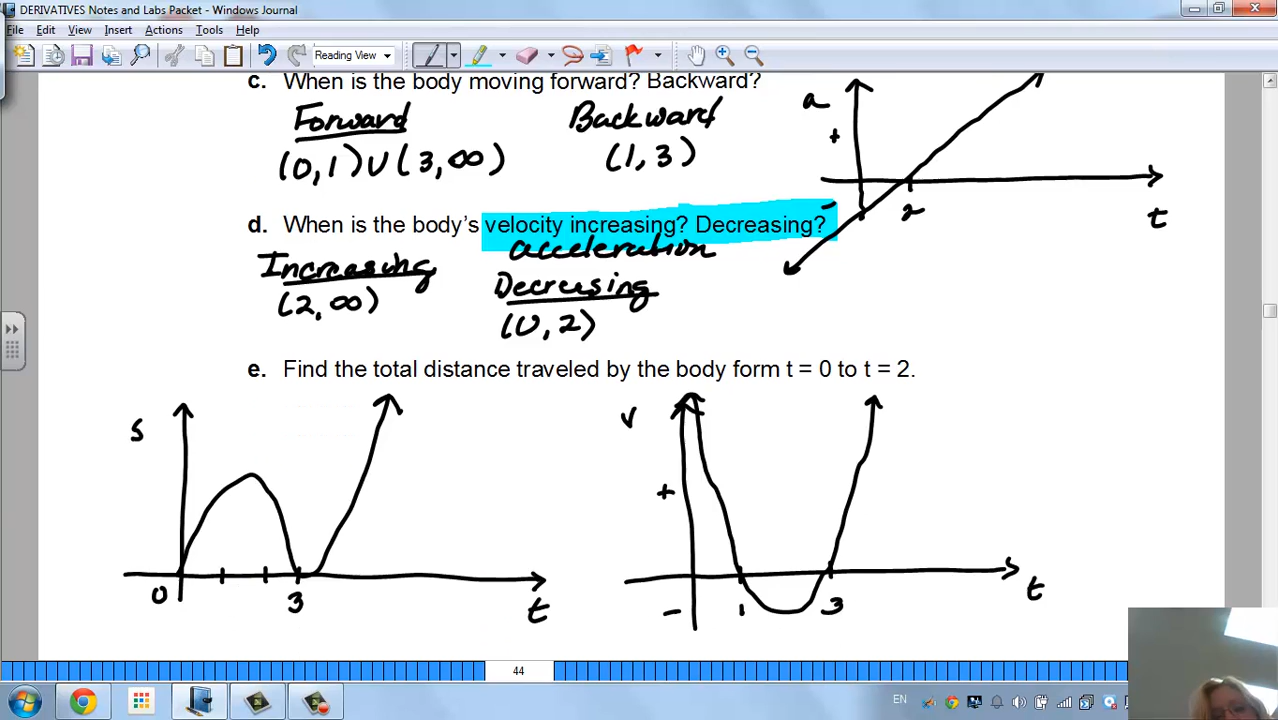 DERIVATIVES Notes and Labs Packet - Windows Journal
File Edit View Insert Actions Tools Help
Reading View
c. When is the body moving forward? Backward?
Forward Backward
(0,1)∪(3,∞) (1,3)
a
+
-
2
t
d. When is the body's velocity increasing? Decreasing?
acceleration
Increasing Decreasing
(2,∞) (0,2)
e. Find the total distance traveled by the body form t = 0 to t = 2.
s
0 3 t
v
+
- 1 3 t
44
EN